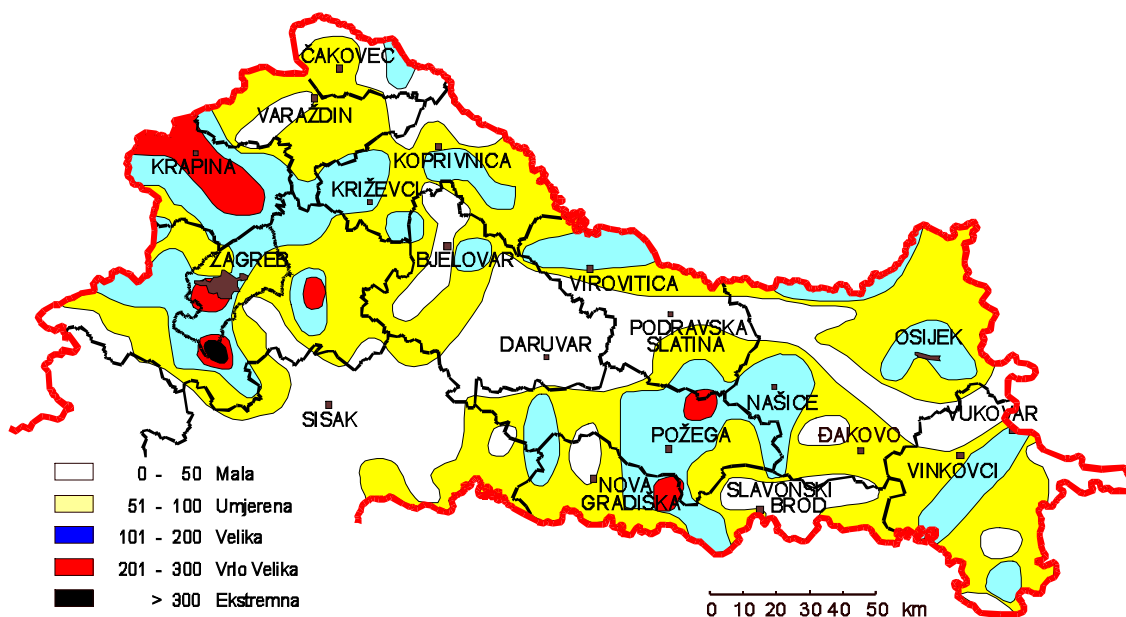 ČAKOVEC
VARAŽDIN
KRAPINA
KOPRIVNICA
KRIŽEVCI
ZAGREB
BJELOVAR
VIROVITICA
PODRAVSKA
SLATINA
DARUVAR
OSIJEK
NAŠICE
SISAK
VUKOVAR
POŽEGA
ĐAKOVO
VINKOVCI
NOVA
GRADIŠKA
SLAVONSKI
BROD
0 - 50 Mala
51 - 100 Umjerena
101 - 200 Velika
201 - 300 Vrlo Velika
> 300 Ekstremna
0 10 20 30 40 50 km